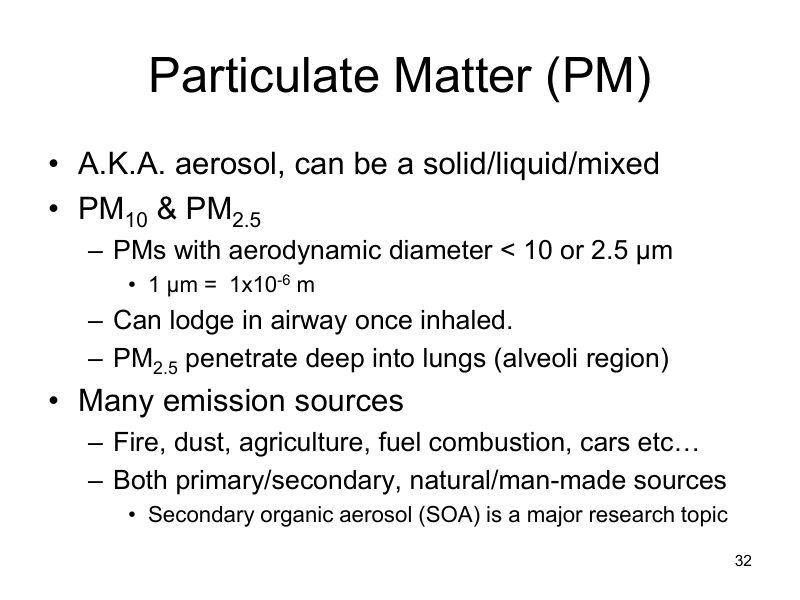 Particulate Matter (PM)
• A.K.A. aerosol, can be a solid/liquid/mixed
• PM₁₀ & PM₂.₅
– PMs with aerodynamic diameter < 10 or 2.5 µm
• 1 µm = 1x10⁻⁶ m
– Can lodge in airway once inhaled.
– PM₂.₅ penetrate deep into lungs (alveoli region)
• Many emission sources
– Fire, dust, agriculture, fuel combustion, cars etc…
– Both primary/secondary, natural/man-made sources
• Secondary organic aerosol (SOA) is a major research topic
32